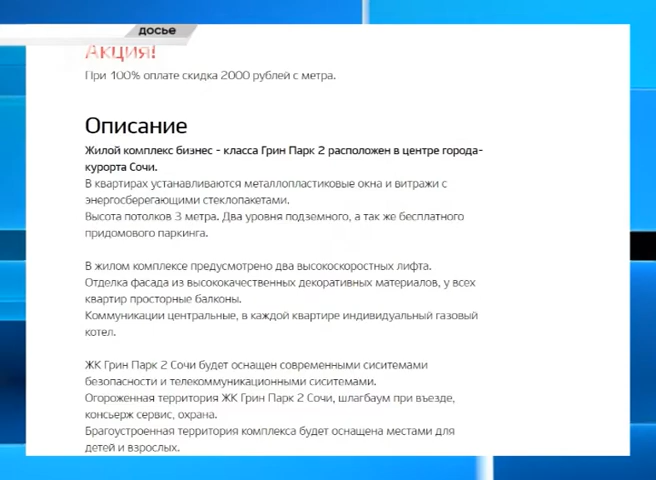 досье
Акция!
При 100% оплате скидка 2000 рублей с метра.
Описание
Жилой комплекс бизнес - класса Грин Парк 2 расположен в центре города-
курорта Сочи.
В квартирах устанавливаются металлопластиковые окна и витражи с
энергосберегающими стеклопакетами.
Высота потолков 3 метра. Два уровня подземного, а так же бесплатного
придомового паркинга.
В жилом комплексе предусмотрено два высокоскоростных лифта.
Отделка фасада из высококачественных декоративных материалов, у всех
квартир просторные балконы.
Коммуникации центральные, в каждой квартире индивидуальный газовый
котел.
ЖК Грин Парк 2 Сочи будет оснащен современными сиситемами
безопасности и телекоммуникационными сиситемами.
Огороженная территория ЖК Грин Парк 2 Сочи, шлагбаум при въезде,
консьерж сервис, охрана.
Брагоустроенная территория комплекса будет оснащена местами для
детей и взрослых.